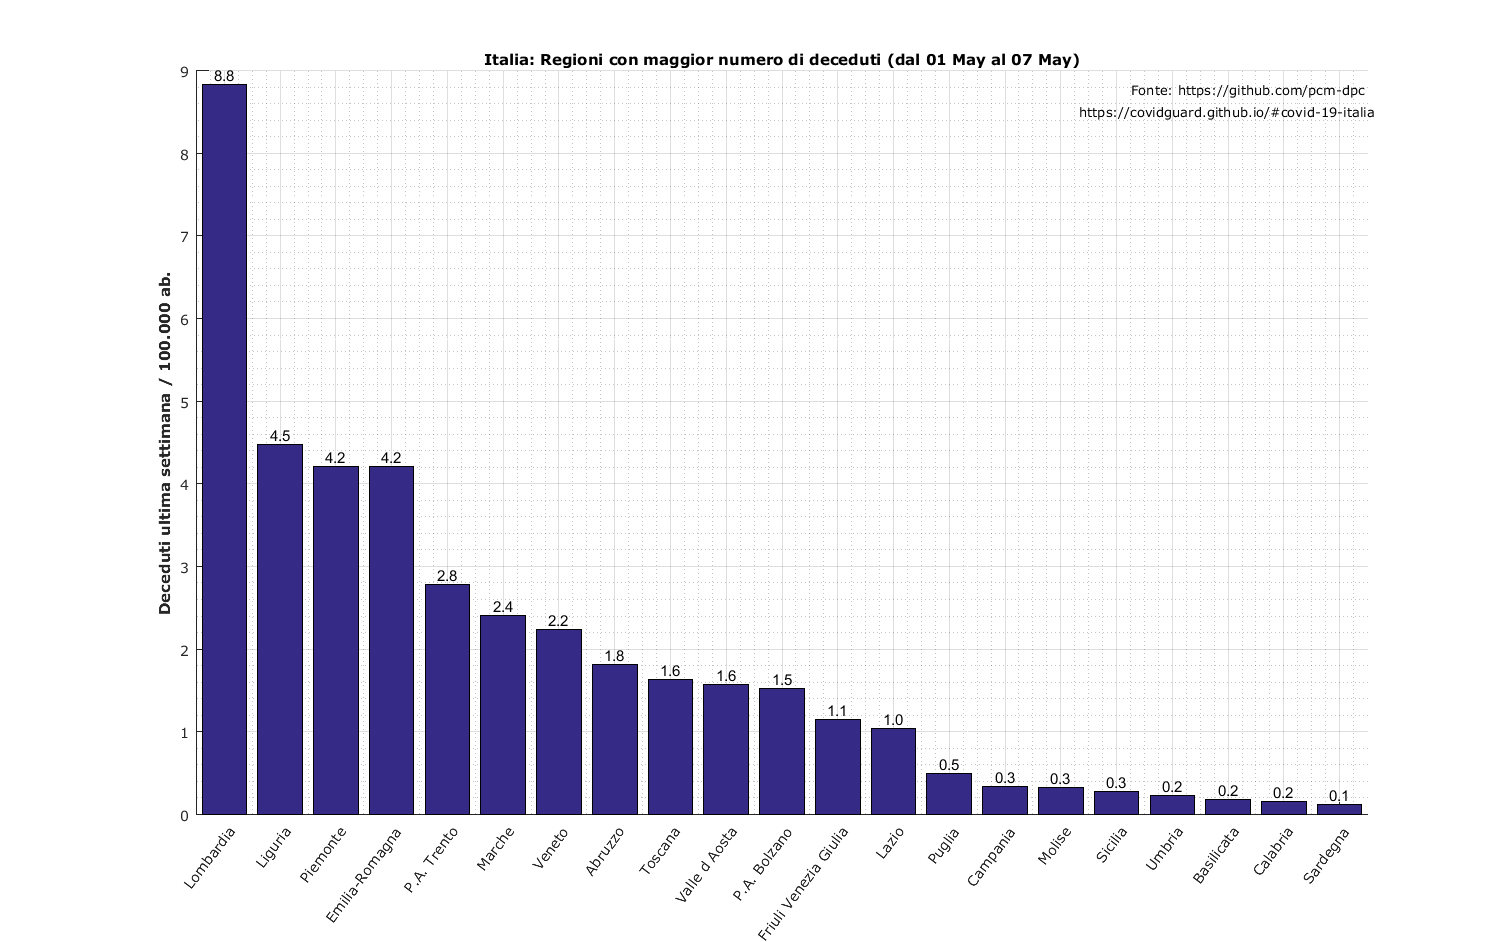 Italia: Regioni con maggior numero di deceduti (dal 01 May al 07 May)
Fonte: https://github.com/pcm-dpc
https://covidguard.github.io/#covid-19-italia
Deceduti ultima settimana / 100.000 ab.
9
8
7
6
5
4
3
2
1
0
8.8
4.5
4.2
4.2
2.8
2.4
2.2
1.8
1.6
1.6
1.5
1.1
1.0
0.5
0.3
0.3
0.3
0.2
0.2
0.2
0.1
Lombardia
Liguria
Piemonte
Emilia-Romagna
P.A. Trento
Marche
Veneto
Abruzzo
Toscana
Valle d Aosta
P.A. Bolzano
Friuli Venezia Giulia
Lazio
Puglia
Campania
Molise
Sicilia
Umbria
Basilicata
Calabria
Sardegna